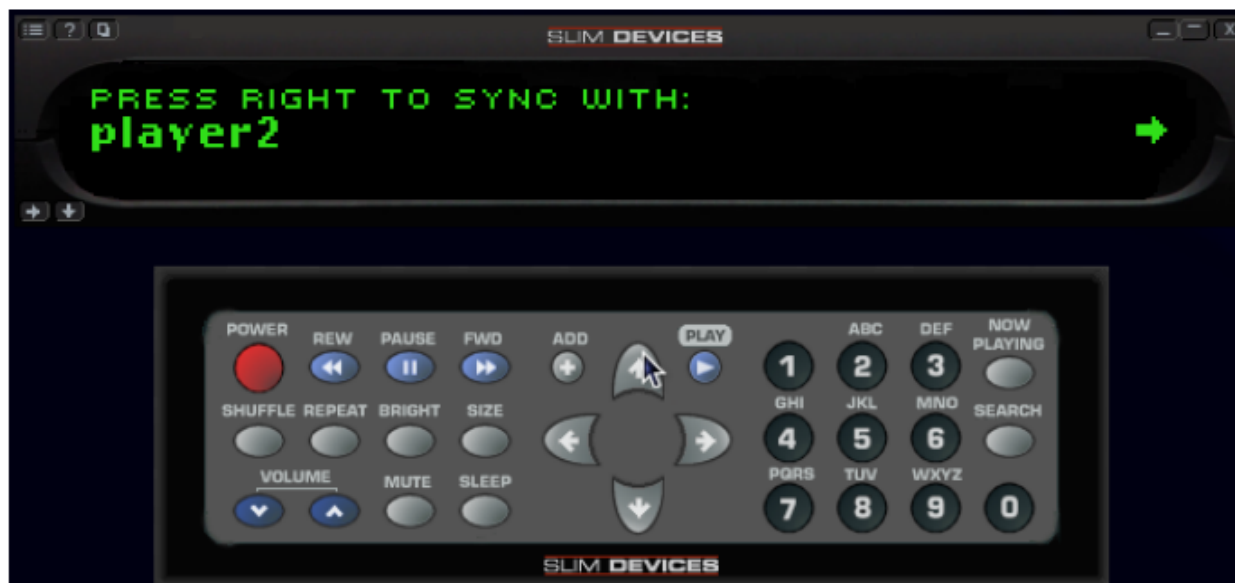 ?
SLIM DEVICES
X
PRESS RIGHT TO SYNC WITH:
player2
POWER REW PAUSE FWD ADD PLAY
SHUFFLE REPEAT BRIGHT SIZE
VOLUME MUTE SLEEP
1 ABC 2 DEF 3 NOW PLAYING
GHI 4 JKL 5 MNO 6 SEARCH
PQRS 7 TUV 8 WXYZ 9 0
SLIM DEVICES